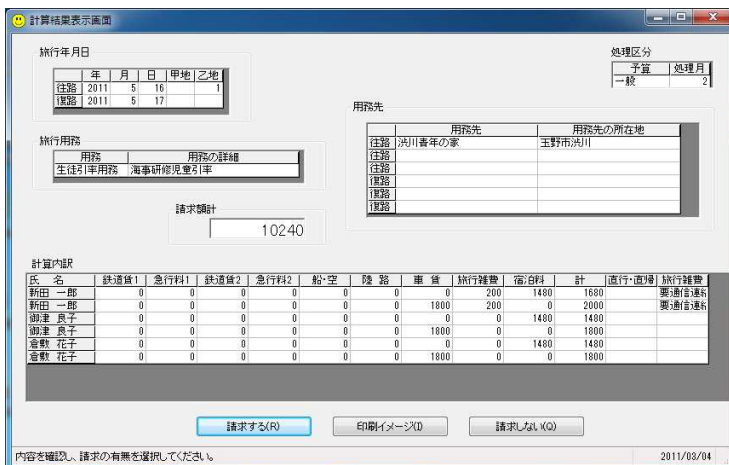 計算結果表示画面
旅行年月日
年 月 日 甲地 乙地
往路 2011 5 16 1
復路 2011 5 17
処理区分
予算 処理月
一般 2
用務先
用務先 用務先の所在地
往路 渋川青年の家 玉野市渋川
往路
往路
復路
復路
復路
旅行用務
用務 用務の詳細
生徒引率用務 海事研修児童引率
請求額計
10240
計算内訳
氏 名 鉄道賃1 急行料1 鉄道賃2 急行料2 船・空 陸 路 車 賃 旅行雑費 宿泊料 計 直行・直帰 旅行雑費
新田 一郎 0 0 0 0 0 0 0 200 1480 1680 要通信連絡
新田 一郎 0 0 0 0 0 0 1800 200 0 2000 要通信連絡
御津 良子 0 0 0 0 0 0 0 0 1480 1480
御津 良子 0 0 0 0 0 0 1800 0 0 1800
倉敷 花子 0 0 0 0 0 0 0 0 1480 1480
倉敷 花子 0 0 0 0 0 0 1800 0 0 1800
請求する(R) 印刷イメージ(I) 請求しない(Q)
内容を確認し、請求の有無を選択してください。 2011/03/04